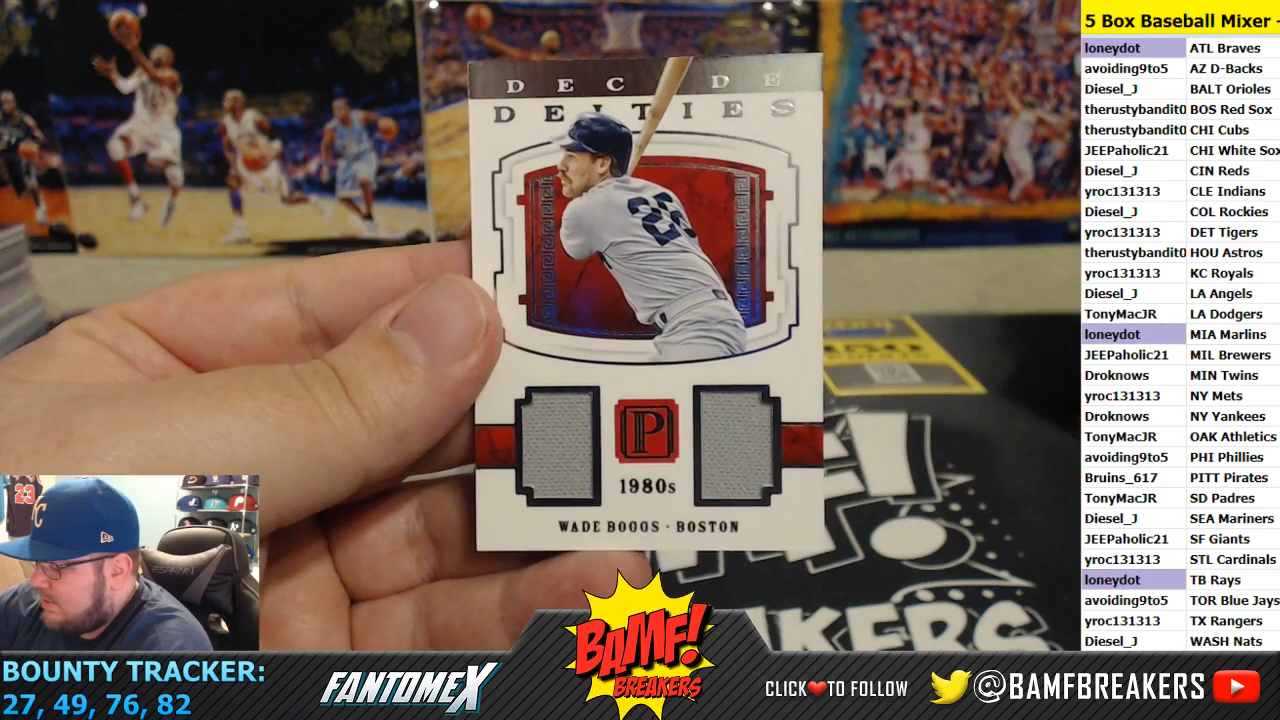 DECADE
DEITIES
26
P
1980s
WADE BOGGS · BOSTON
23
BOUNTY TRACKER:
27, 49, 76, 82
FANTOMEX
BAMF!
BREAKERS
CLICK❤TO FOLLOW
@BAMFBREAKERS
5 Box Baseball Mixer -
loneydot ATL Braves
avoiding9to5 AZ D-Backs
Diesel_J BALT Orioles
therustybandit0 BOS Red Sox
therustybandit0 CHI Cubs
JEEPaholic21 CHI White Sox
Diesel_J CIN Reds
yroc131313 CLE Indians
Diesel_J COL Rockies
yroc131313 DET Tigers
therustybandit0 HOU Astros
yroc131313 KC Royals
Diesel_J LA Angels
TonyMacJR LA Dodgers
loneydot MIA Marlins
JEEPaholic21 MIL Brewers
Droknows MIN Twins
yroc131313 NY Mets
Droknows NY Yankees
TonyMacJR OAK Athletics
avoiding9to5 PHI Phillies
Bruins_617 PITT Pirates
TonyMacJR SD Padres
Diesel_J SEA Mariners
JEEPaholic21 SF Giants
yroc131313 STL Cardinals
loneydot TB Rays
avoiding9to5 TOR Blue Jays
yroc131313 TX Rangers
Diesel_J WASH Nats